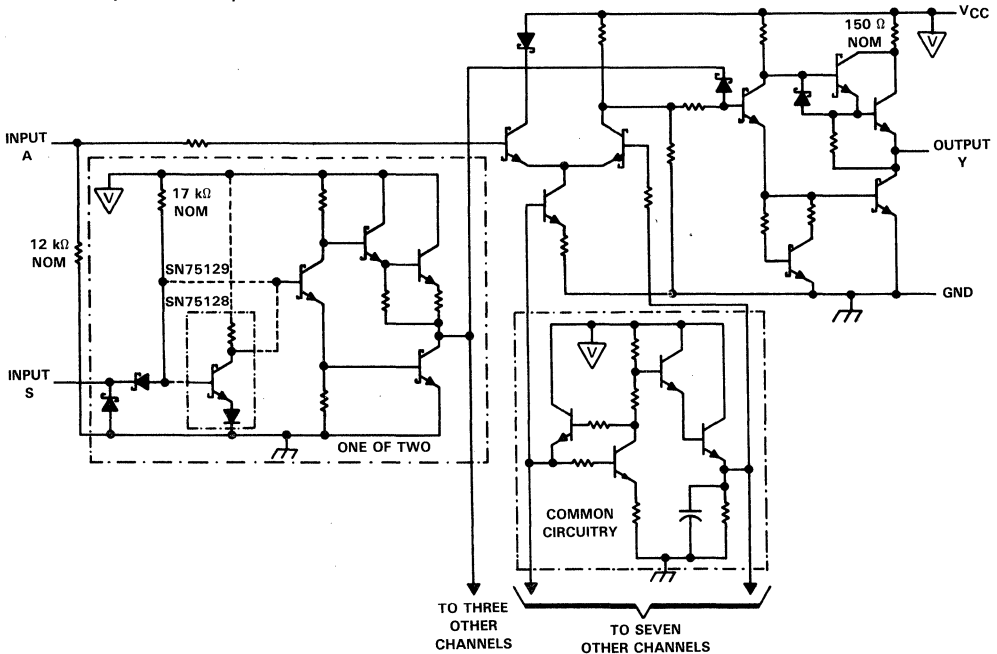 VCC
150 Ω
NOM
V
INPUT
A
OUTPUT
Y
V
17 kΩ
NOM
12 kΩ
NOM
SN75129
SN75128
GND
V
INPUT
S
ONE OF TWO
COMMON
CIRCUITRY
TO THREE
OTHER
CHANNELS
TO SEVEN
OTHER CHANNELS